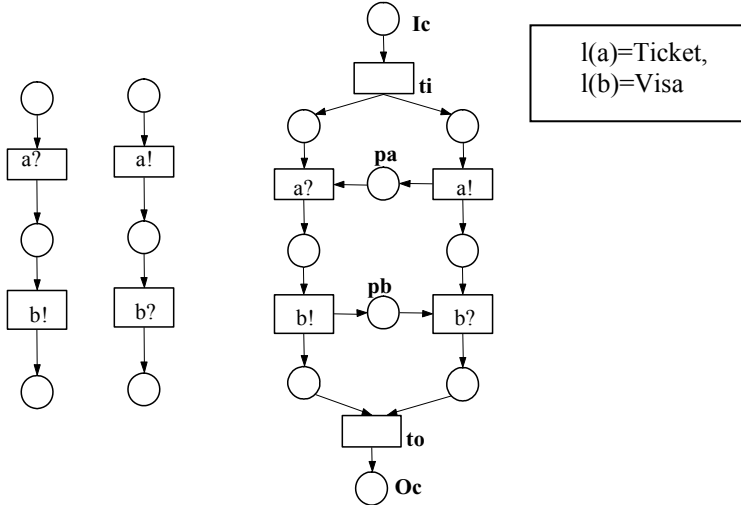 Ic
l(a)=Ticket,
l(b)=Visa
ti
a?
a!
pa
a?
a!
b!
b?
pb
b!
b?
to
Oc